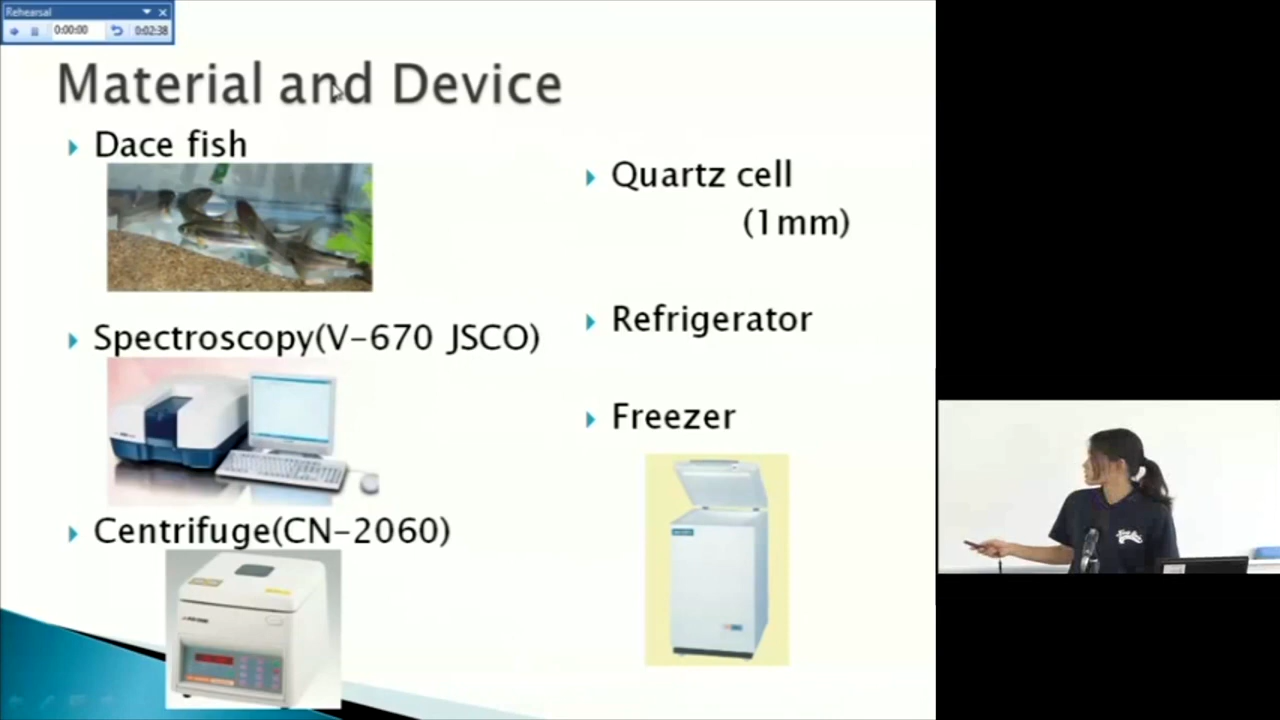 Rehearsal
0:00:00
0:02:38
Material and Device
Dace fish
Spectroscopy(V-670 JSCO)
Centrifuge(CN-2060)
Quartz cell
(1mm)
Refrigerator
Freezer